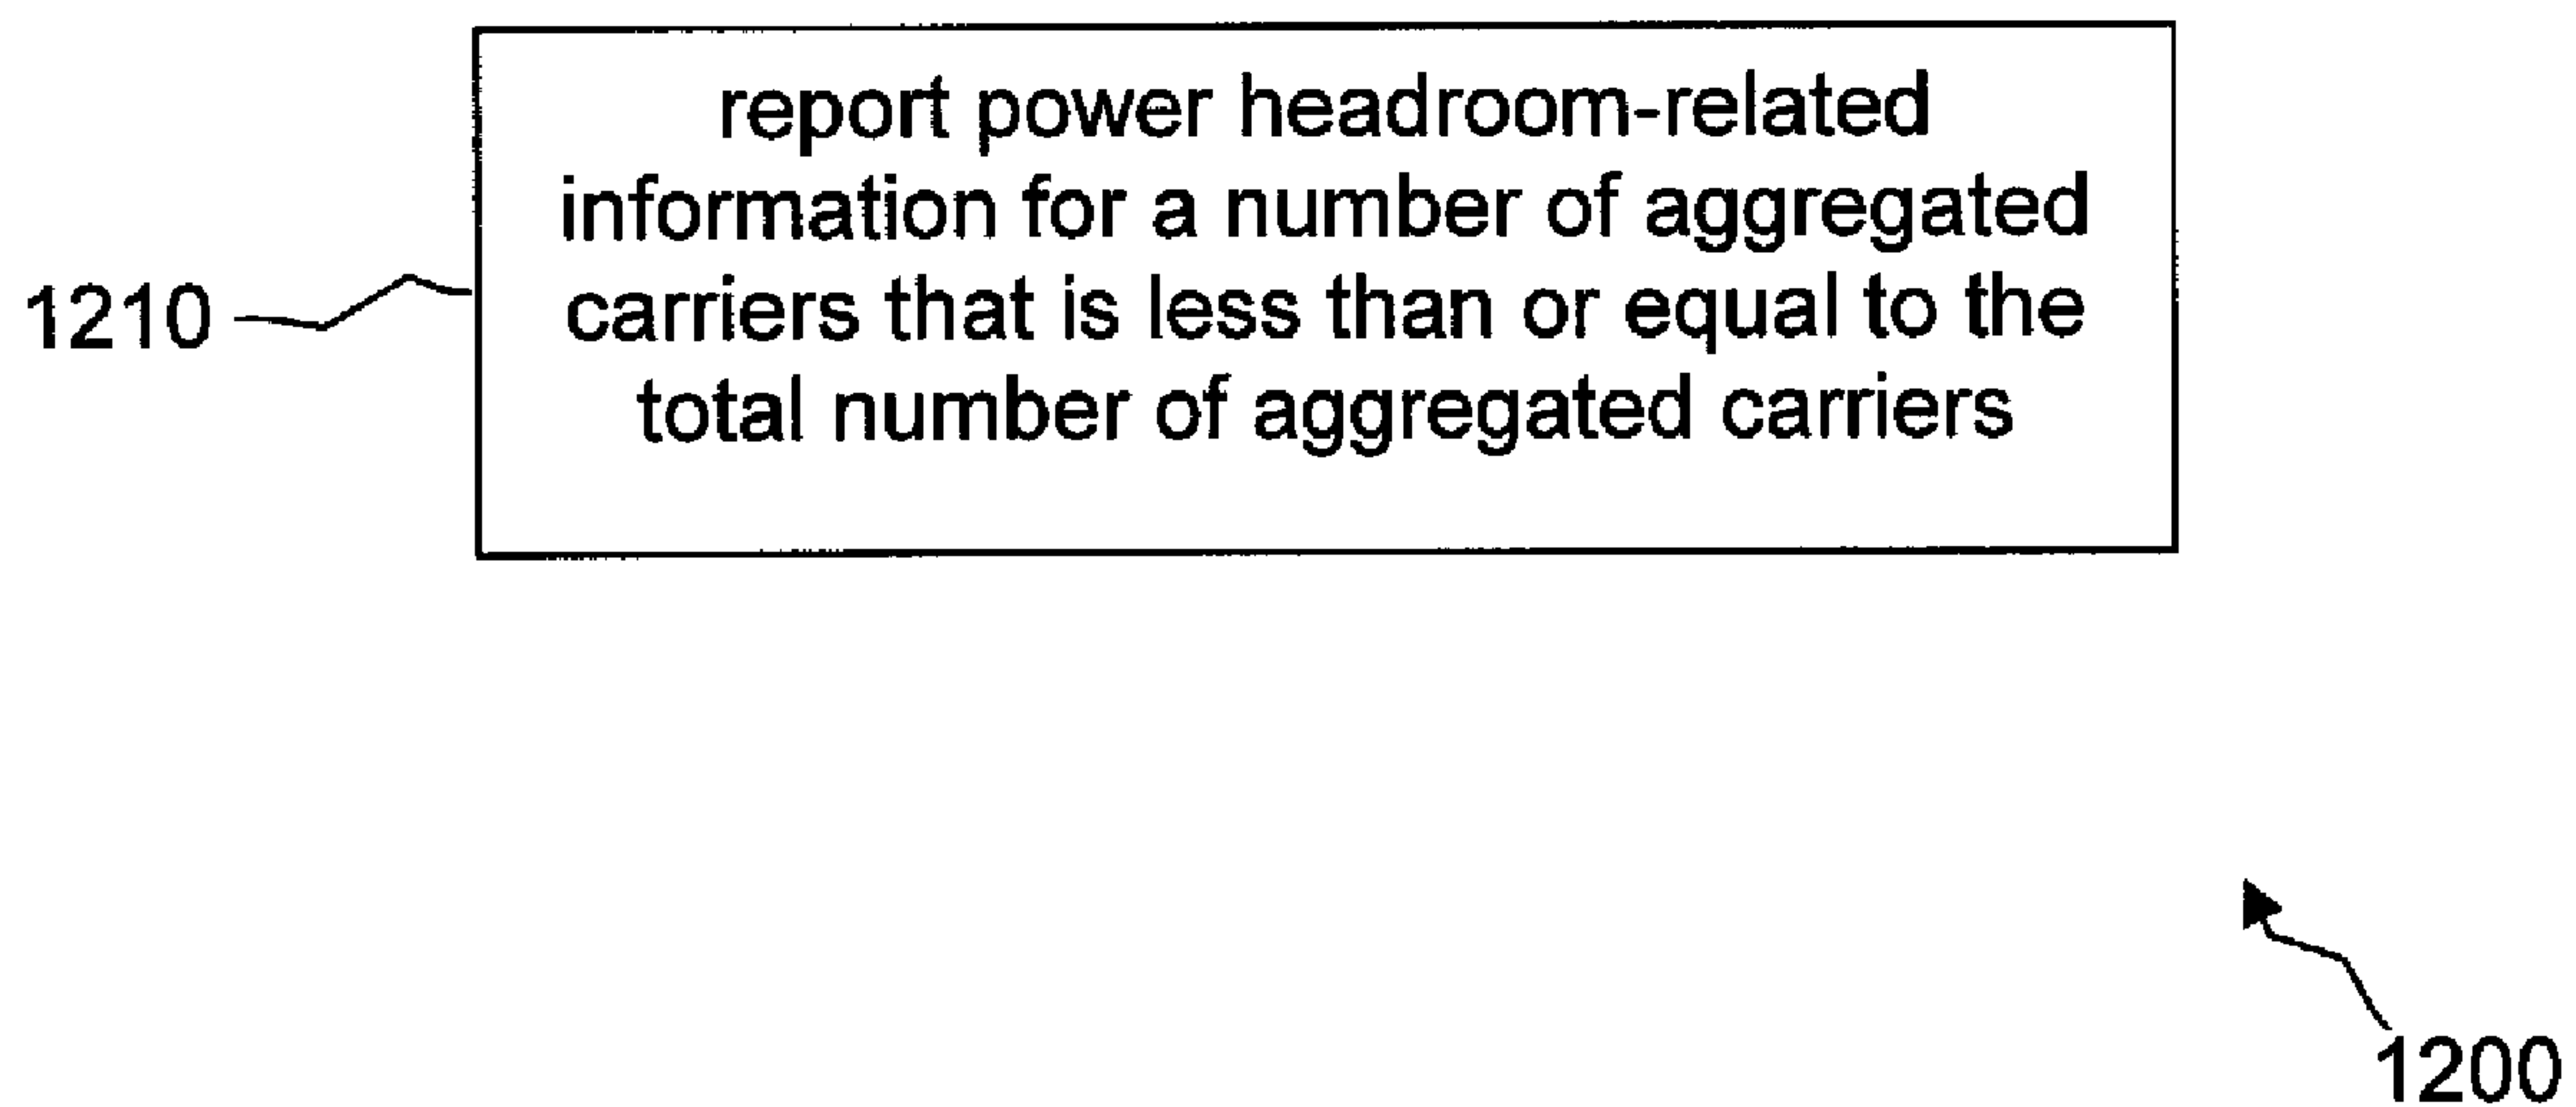 report power headroom-related
information for a number of aggregated
carriers that is less than or equal to the
total number of aggregated carriers
1210
1200